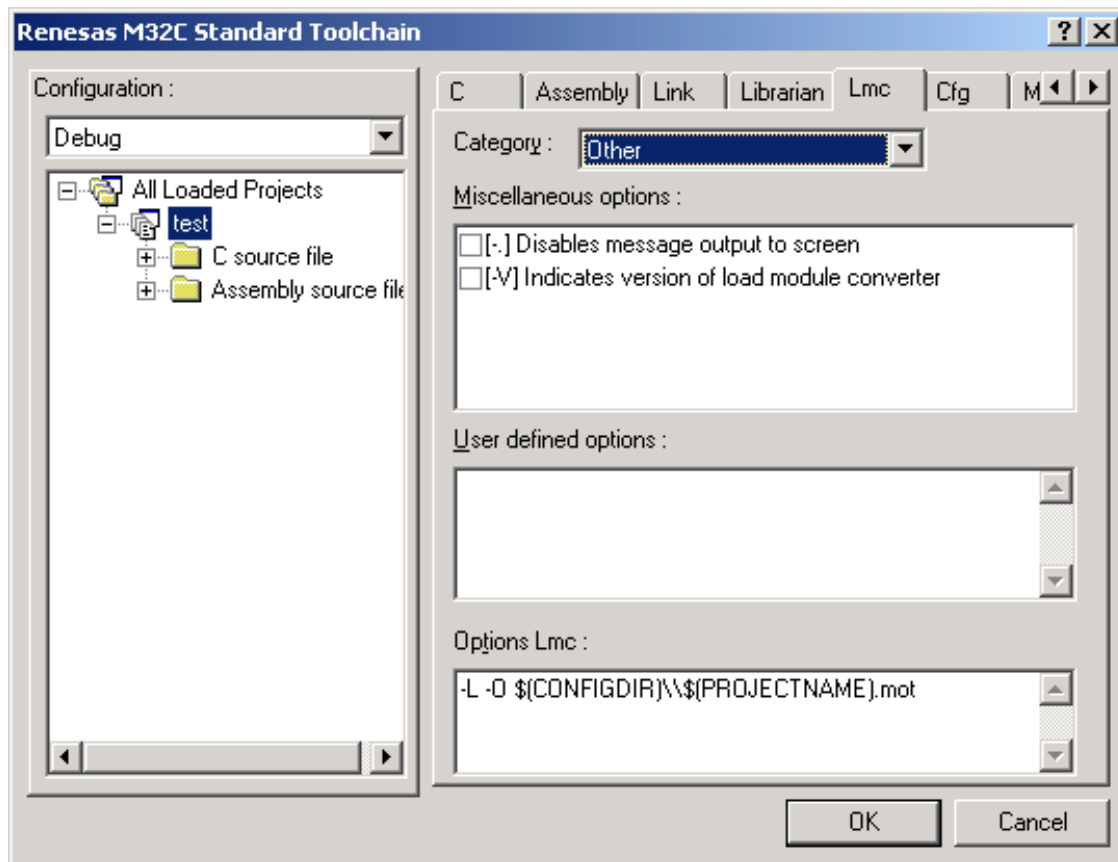 Renesas M32C Standard Toolchain
Configuration :
Debug
All Loaded Projects
test
C source file
Assembly source file
C Assembly Link Librarian Lmc Cfg M
Category : Other
Miscellaneous options :
[-.] Disables message output to screen
[-V] Indicates version of load module converter
User defined options :
Options Lmc :
-L -O $(CONFIGDIR)\\$(PROJECTNAME).mot
OK Cancel